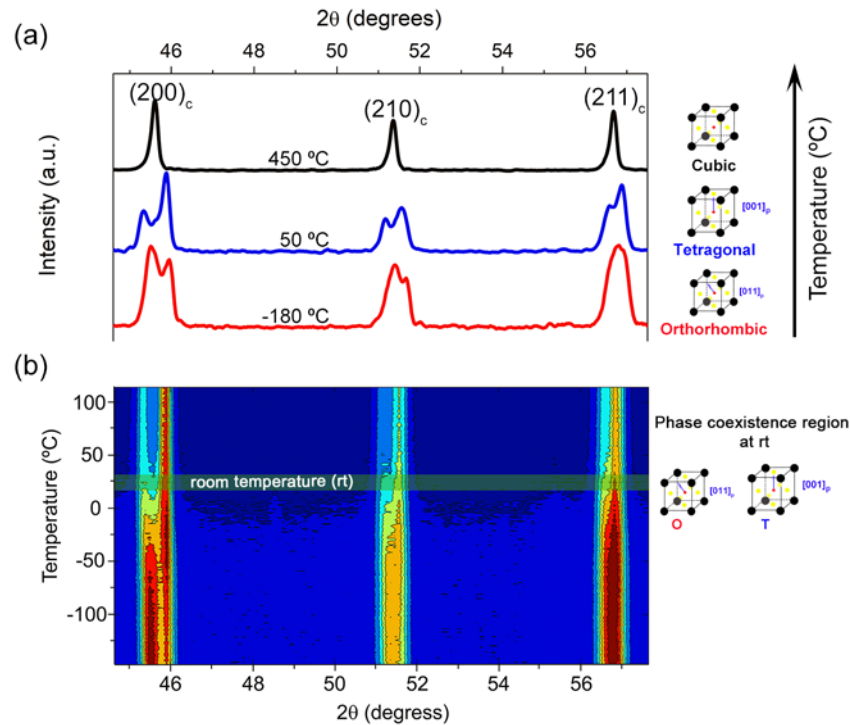 (a)
2θ (degrees)
46 48 50 52 54 56
Intensity (a.u.)
(200)c
(210)c
(211)c
450 ºC
50 ºC
-180 ºC
Cubic
[001]p
Tetragonal
[011]p
Orthorhombic
Temperature (ºC)
(b)
Temperature (ºC)
100
50
0
-50
-100
room temperature (rt)
46 48 50 52 54 56
2θ (degress)
Phase coexistence region
at rt
[011]p
[001]p
O
T